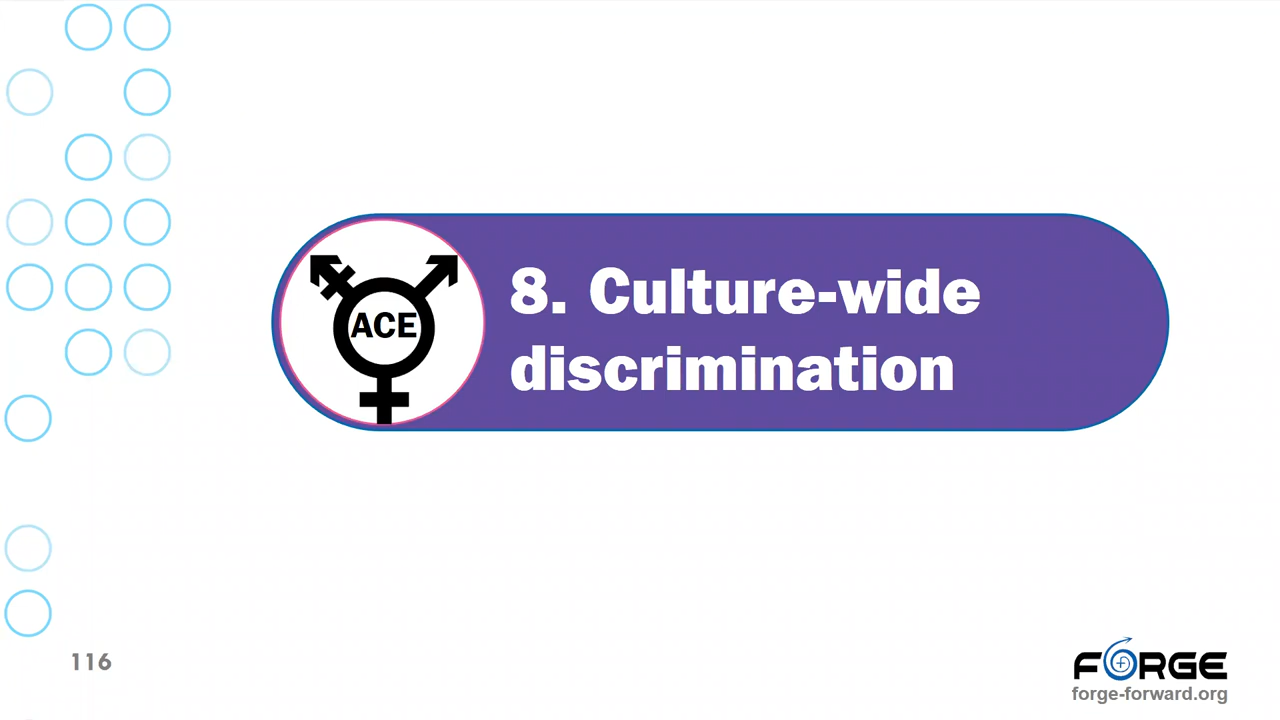 ACE
8. Culture-wide
discrimination
116
FORGE
forge-forward.org